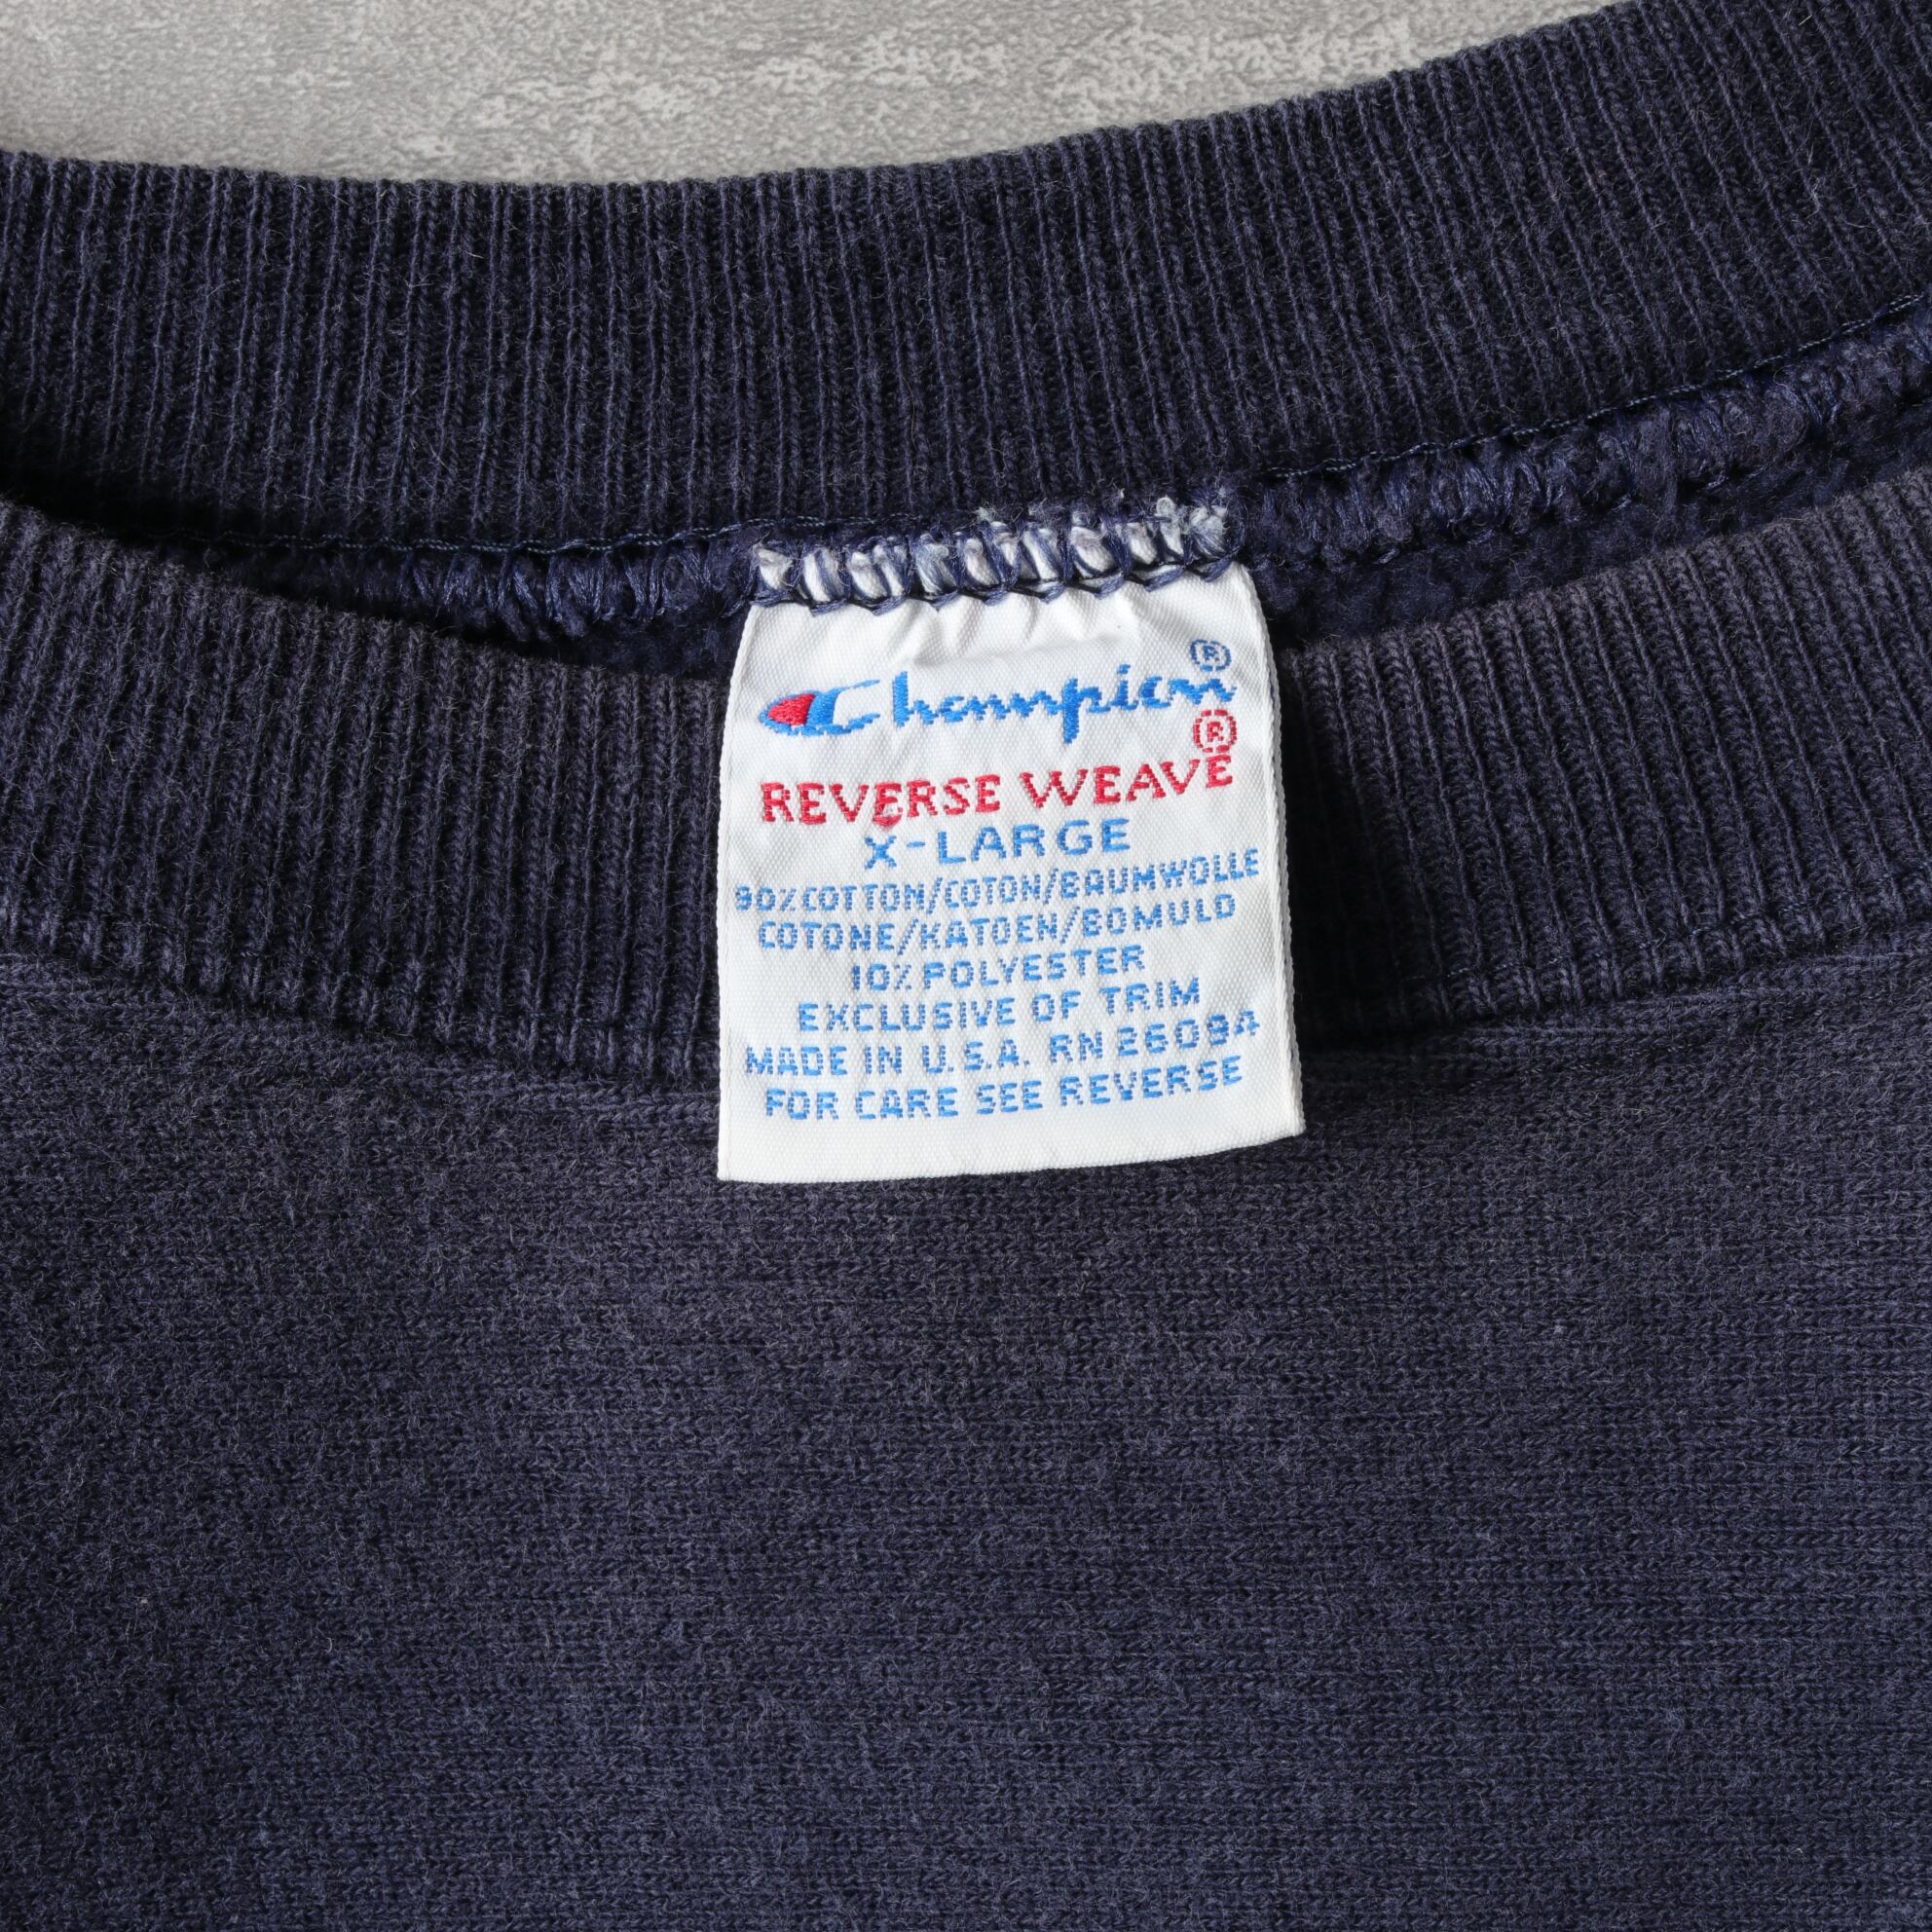 Champion®
REVERSE WEAVE®
X-LARGE
90% COTTON/COTON/BAUMWOLLE
COTONE/KATOEN/BOMULD
10% POLYESTER
EXCLUSIVE OF TRIM
MADE IN U.S.A. RN 26094
FOR CARE SEE REVERSE